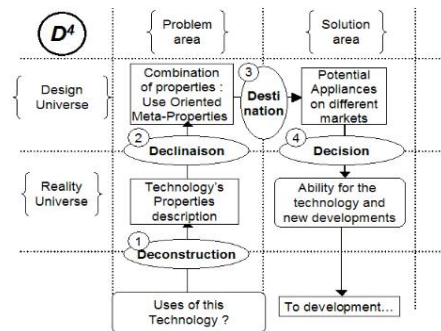 D⁴
Problem
area
Solution
area
Design
Universe
Combination
of properties :
Use Oriented
Meta-Properties
3
Desti
nation
Potential
Appliances
on different
markets
2
Declinaison
4
Decision
Reality
Universe
Technology's
Properties
description
Ability for the
technology and
new developments
1
Deconstruction
Uses of this
Technology ?
To development...